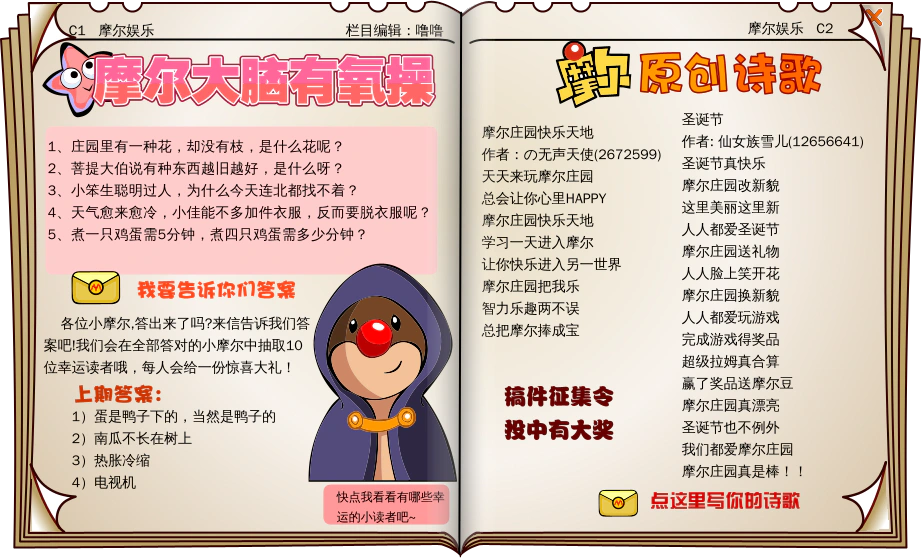 C1 摩尔娱乐
栏目编辑：噜噜
摩尔大脑有氧操
1、庄园里有一种花，却没有枝，是什么花呢？
2、菩提大伯说有种东西越旧越好，是什么呀？
3、小笨生聪明过人，为什么今天连北都找不着？
4、天气愈来愈冷，小佳能不多加件衣服，反而要脱衣服呢？
5、煮一只鸡蛋需5分钟，煮四只鸡蛋需多少分钟？
我要告诉你们答案
各位小摩尔,答出来了吗?来信告诉我们答
案吧!我们会在全部答对的小摩尔中抽取10
位幸运读者哦，每人会给一份惊喜大礼！
上期答案：
1）蛋是鸭子下的，当然是鸭子的
2）南瓜不长在树上
3）热胀冷缩
4）电视机
快点我看看有哪些幸
运的小读者吧~
摩尔娱乐 C2
摩尔 原创诗歌
摩尔庄园快乐天地
作者：の无声天使(2672599)
天天来玩摩尔庄园
总会让你心里HAPPY
摩尔庄园快乐天地
学习一天进入摩尔
让你快乐进入另一世界
摩尔庄园把我乐
智力乐趣两不误
总把摩尔捧成宝
稿件征集令
投中有大奖
圣诞节
作者: 仙女族雪儿(12656641)
圣诞节真快乐
摩尔庄园改新貌
这里美丽这里新
人人都爱圣诞节
摩尔庄园送礼物
人人脸上笑开花
摩尔庄园换新貌
人人都爱玩游戏
完成游戏得奖品
超级拉姆真合算
赢了奖品送摩尔豆
摩尔庄园真漂亮
圣诞节也不例外
我们都爱摩尔庄园
摩尔庄园真是棒！！
点这里写你的诗歌